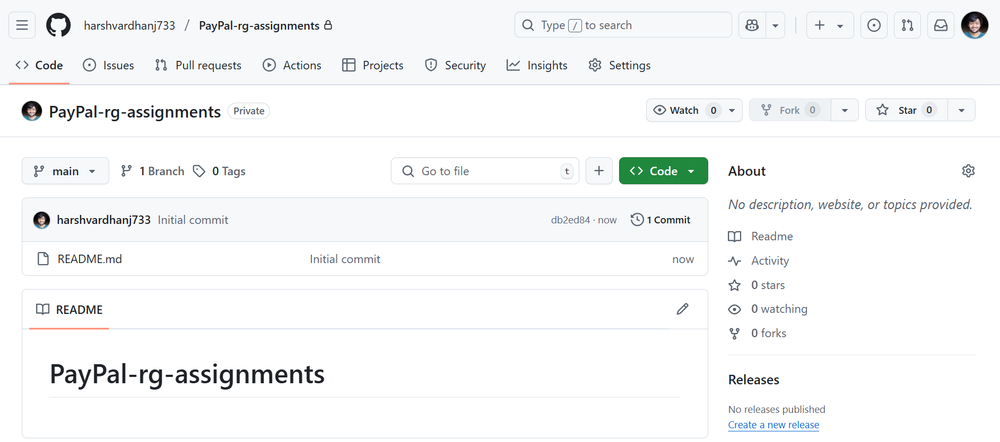 harshvardhanj733 / PayPal-rg-assignments
Type / to search
Code Issues Pull requests Actions Projects Security Insights Settings
PayPal-rg-assignments Private
Watch 0 Fork 0 Star 0
main 1 Branch 0 Tags
Go to file t
Code
harshvardhanj733 Initial commit
db2ed84 · now 1 Commit
README.md Initial commit now
README
PayPal-rg-assignments
About
No description, website, or topics provided.
Readme
Activity
0 stars
0 watching
0 forks
Releases
No releases published
Create a new release